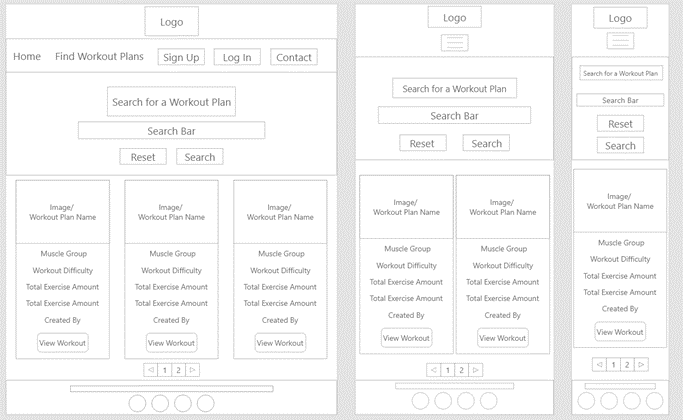 Logo
Home Find Workout Plans Sign Up Log In Contact
Search for a Workout Plan
Search Bar
Reset Search
Image/ Image/ Image/
Workout Plan Name Workout Plan Name Workout Plan Name
Muscle Group Muscle Group Muscle Group
Workout Difficulty Workout Difficulty Workout Difficulty
Total Exercise Amount Total Exercise Amount Total Exercise Amount
Total Exercise Amount Total Exercise Amount Total Exercise Amount
Created By Created By Created By
View Workout View Workout View Workout
1 2
Logo
Search for a Workout Plan
Search Bar
Reset Search
Image/ Image/
Workout Plan Name Workout Plan Name
Muscle Group Muscle Group
Workout Difficulty Workout Difficulty
Total Exercise Amount Total Exercise Amount
Total Exercise Amount Total Exercise Amount
Created By Created By
View Workout View Workout
1 2
Logo
Search for a Workout Plan
Search Bar
Reset
Search
Image/
Workout Plan Name
Muscle Group
Workout Difficulty
Total Exercise Amount
Total Exercise Amount
Created By
View Workout
1 2